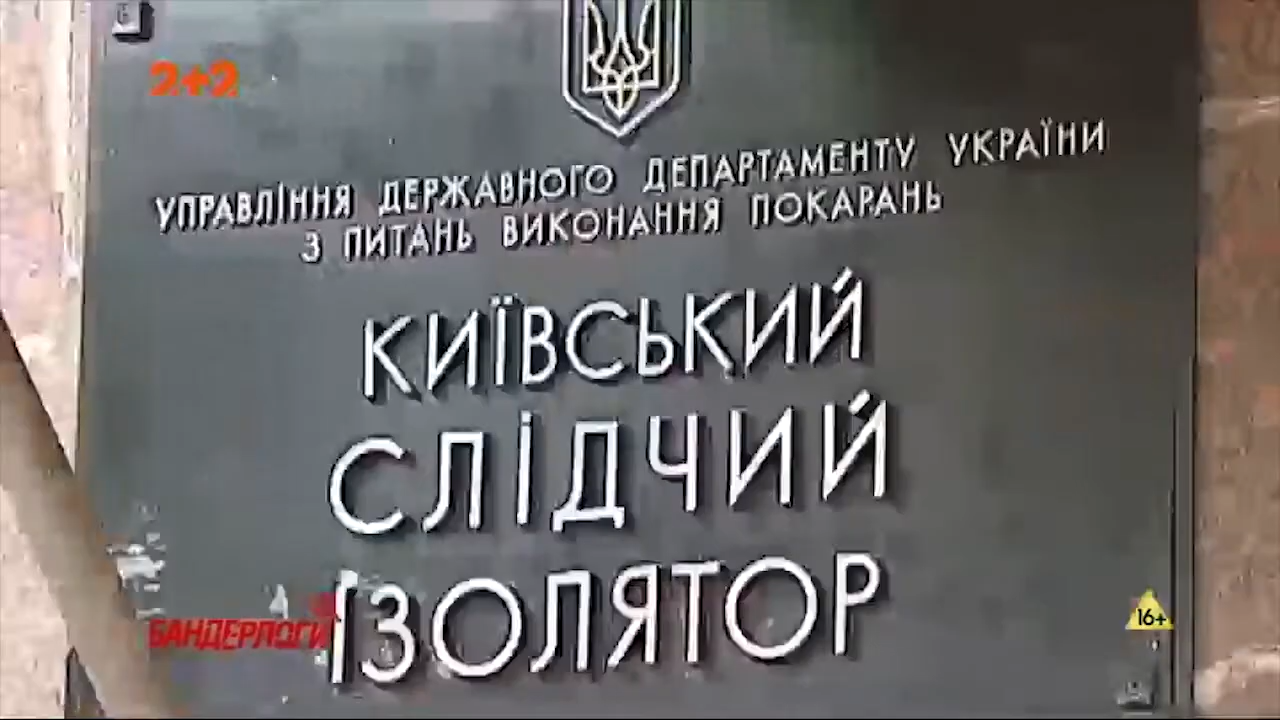 2+2
УПРАВЛІННЯ ДЕРЖАВНОГО ДЕПАРТАМЕНТУ УКРАЇНИ
З ПИТАНЬ ВИКОНАННЯ ПОКАРАНЬ
КИЇВСЬКИЙ
СЛІДЧИЙ
ІЗОЛЯТОР
БАНДЕРЛОГИ
16+